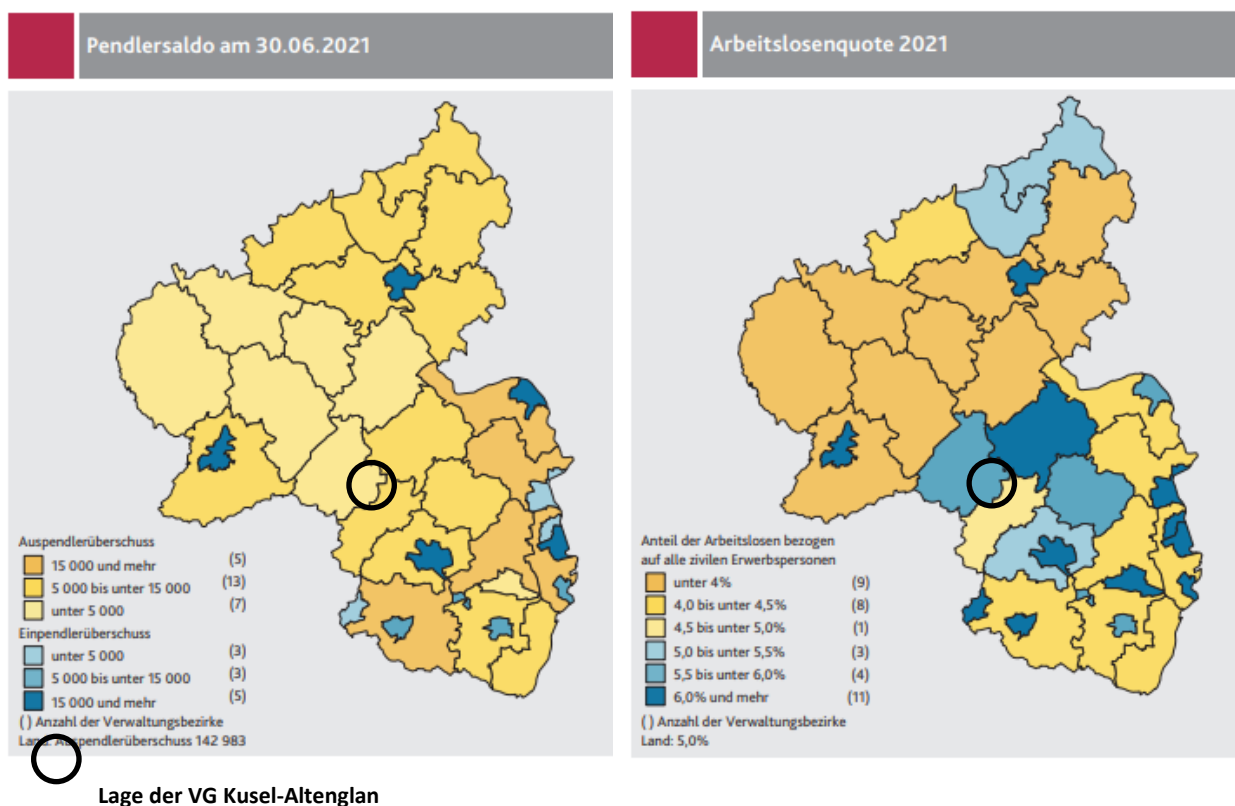 Pendlersaldo am 30.06.2021
Auspendlerüberschuss
15 000 und mehr (5)
5 000 bis unter 15 000 (13)
unter 5 000 (7)
Einpendlerüberschuss
unter 5 000 (3)
5 000 bis unter 15 000 (3)
15 000 und mehr (5)
( ) Anzahl der Verwaltungsbezirke
Land: Auspendlerüberschuss 142 983
Lage der VG Kusel-Altenglan
Arbeitslosenquote 2021
Anteil der Arbeitslosen bezogen
auf alle zivilen Erwerbspersonen
unter 4% (9)
4,0 bis unter 4,5% (8)
4,5 bis unter 5,0% (1)
5,0 bis unter 5,5% (3)
5,5 bis unter 6,0% (4)
6,0% und mehr (11)
( ) Anzahl der Verwaltungsbezirke
Land: 5,0%